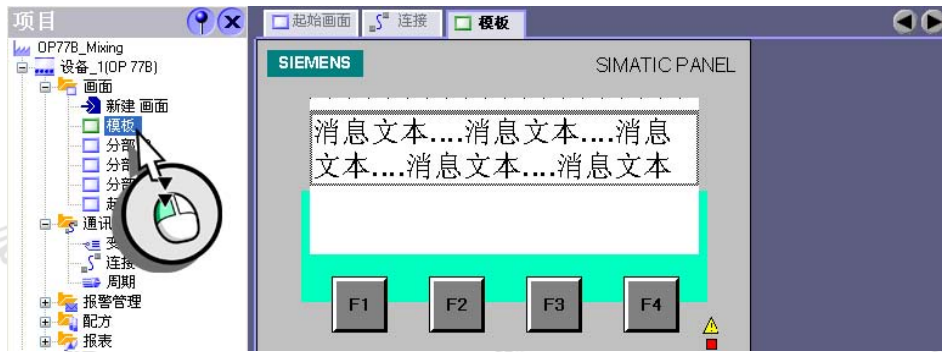 项目
OP77B_Mixing
设备_1(OP 77B)
画面
新建 画面
模板
分部
分部
分部
起
通讯
变
连接
周期
报警管理
配方
报表
起始画面 连接 模板
SIEMENS SIMATIC PANEL
消息文本....消息文本....消息
文本....消息文本....消息文本
F1 F2 F3 F4